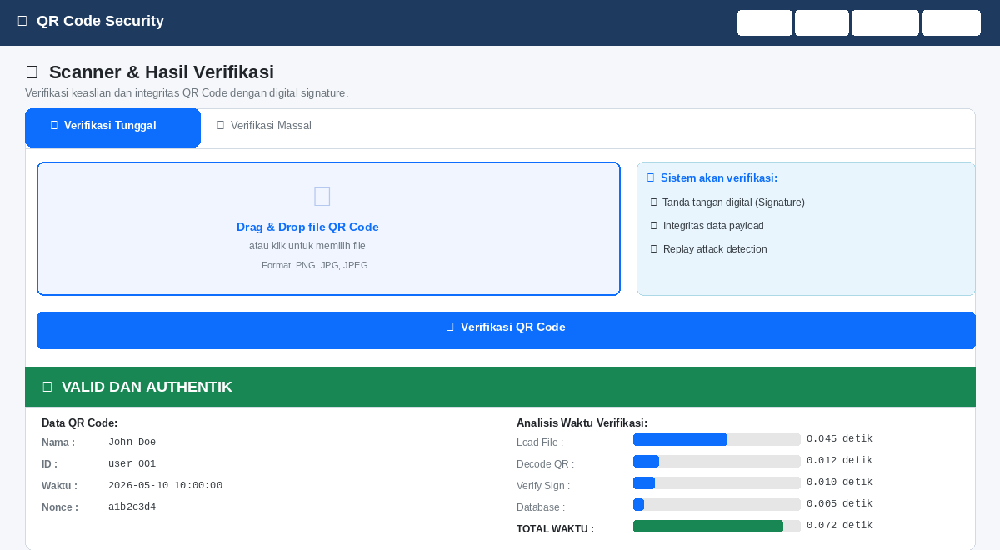 QR Code Security
Scanner & Hasil Verifikasi
Verifikasi keaslian dan integritas QR Code dengan digital signature.
Verifikasi Tunggal
Verifikasi Massal
Drag & Drop file QR Code
atau klik untuk memilih file
Format: PNG, JPG, JPEG
Sistem akan verifikasi:
Tanda tangan digital (Signature)
Integritas data payload
Replay attack detection
Verifikasi QR Code
VALID DAN AUTHENTIK
Data QR Code:
Nama : John Doe
ID : user_001
Waktu : 2026-05-10 10:00:00
Nonce : a1b2c3d4
Analisis Waktu Verifikasi:
Load File : 0.045 detik
Decode QR : 0.012 detik
Verify Sign : 0.010 detik
Database : 0.005 detik
TOTAL WAKTU : 0.072 detik